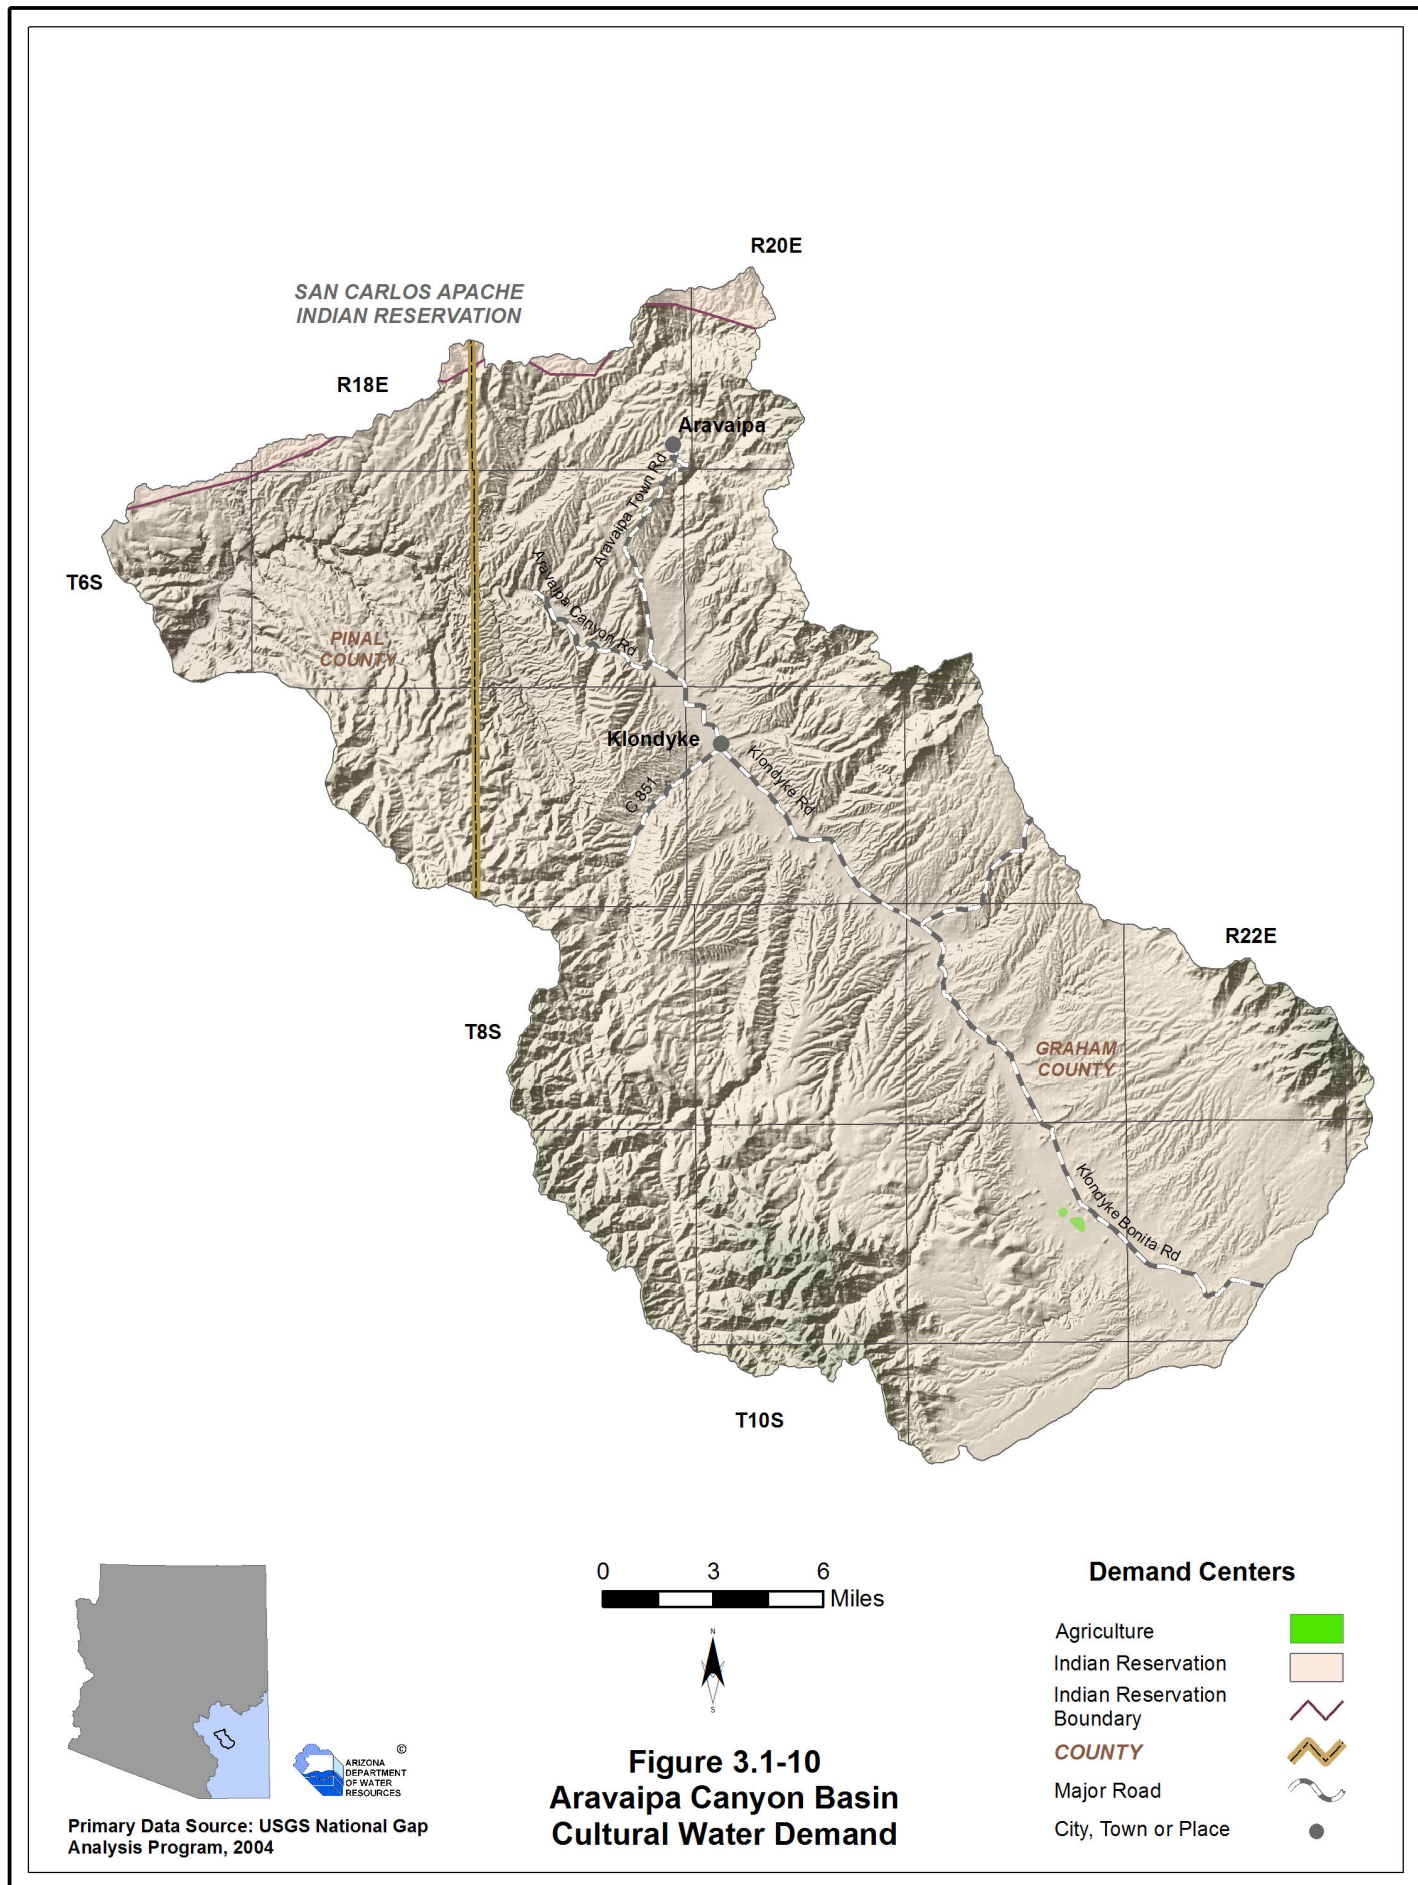 R20E
SAN CARLOS APACHE
INDIAN RESERVATION
R18E
Aravaipa
Aravaipa Town Rd
Aravaipa Canyon Rd
T6S
PINAL
COUNTY
Klondyke
Klondyke Rd
C 851
R22E
T8S
GRAHAM
COUNTY
Klondyke Bonita Rd
T10S
0 3 6
Miles
N
S
Demand Centers
Agriculture
Indian Reservation
Indian Reservation
Boundary
COUNTY
Major Road
City, Town or Place
©
ARIZONA
DEPARTMENT
OF WATER
RESOURCES
Primary Data Source: USGS National Gap
Analysis Program, 2004
Figure 3.1-10
Aravaipa Canyon Basin
Cultural Water Demand